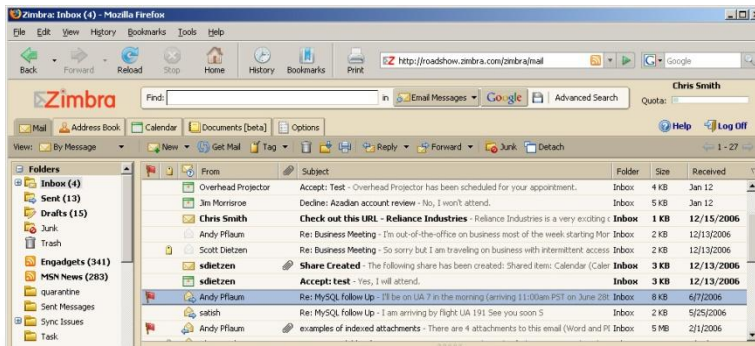 Zimbra: Inbox (4) - Mozilla Firefox
File Edit View History Bookmarks Tools Help
Back Forward Reload Stop Home History Bookmarks Print http://roadshow.zimbra.com/zimbra/mail Google
Zimbra Find: in Email Messages Google Advanced Search Chris Smith
Quota:
Mail Address Book Calendar Documents [beta] Options Help Log Off
View: By Message New Get Mail Tag Reply Forward Junk Detach 1 - 27
Folders From Subject Folder Size Received
Inbox (4) Overhead Projector Accept: Test - Overhead Projector has been scheduled for your appointment. Inbox 4 KB Jan 12
Sent (13) Jim Morrisroe Decline: Azadian account review - No, I won't attend. Inbox 5 KB Jan 12
Drafts (15) Chris Smith Check out this URL - Reliance Industries - Reliance Industries is a very exciting c Inbox 1 KB 12/15/2006
Junk Andy Pflaum Re: Business Meeting - I'm out-of-the-office on business most of the week starting Mor Inbox 2 KB 12/13/2006
Trash Scott Dietzen Re: Business Meeting - So sorry but I am traveling on business with intermittent access Inbox 2 KB 12/13/2006
Engadgets (341) sdietzen Share Created - The following share has been created: Shared item: Calendar (Caler Inbox 3 KB 12/13/2006
MSN News (283) sdietzen Accept: test - Yes, I will attend. Inbox 3 KB 12/13/2006
quarantine Andy Pflaum Re: MySQL follow Up - I'll be on UA 7 in the morning (arriving 11:00am PST on June 28t Inbox 8 KB 6/7/2006
Sent Messages satish Re: MySQL follow Up - I am arriving by flight UA 191 See you soon S Inbox 2 KB 5/25/2006
Sync Issues Andy Pflaum examples of indexed attachments - There are 4 attachments to this email (Word and P Inbox 5 MB 2/1/2006
Task